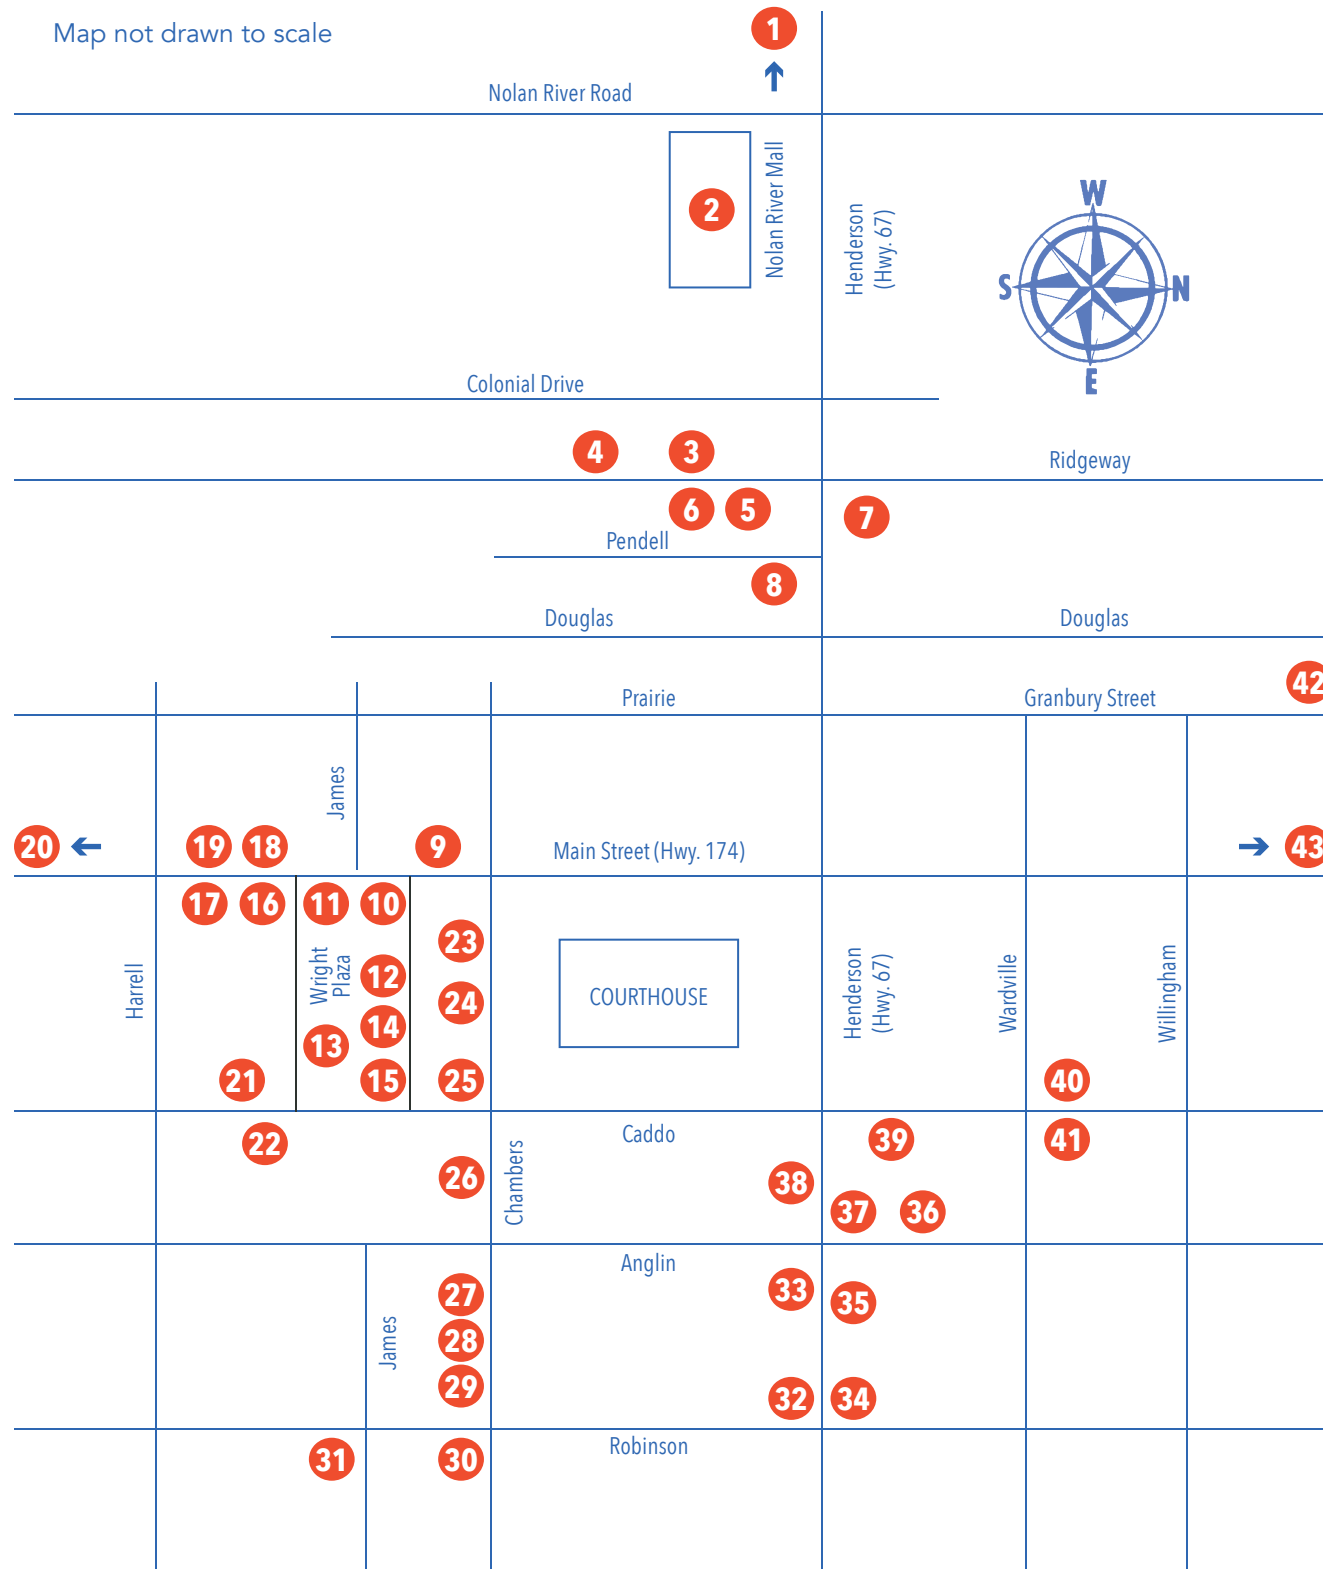 Map not drawn to scale
1
Nolan River Road
Nolan River Mall
2
Henderson
(Hwy. 67)
W
S
N
E
Colonial Drive
4
3
Ridgeway
6
5
7
Pendell
8
Douglas
Douglas
42
Prairie
Granbury Street
James
20
19
18
9
Main Street (Hwy. 174)
43
17
16
11
10
23
Harrell
Wright
Plaza
12
24
COURTHOUSE
Henderson
(Hwy. 67)
Wardville
Willingham
14
13
21
15
25
40
22
Caddo
39
41
26
Chambers
38
37
36
Anglin
27
33
35
James
28
29
32
34
31
30
Robinson